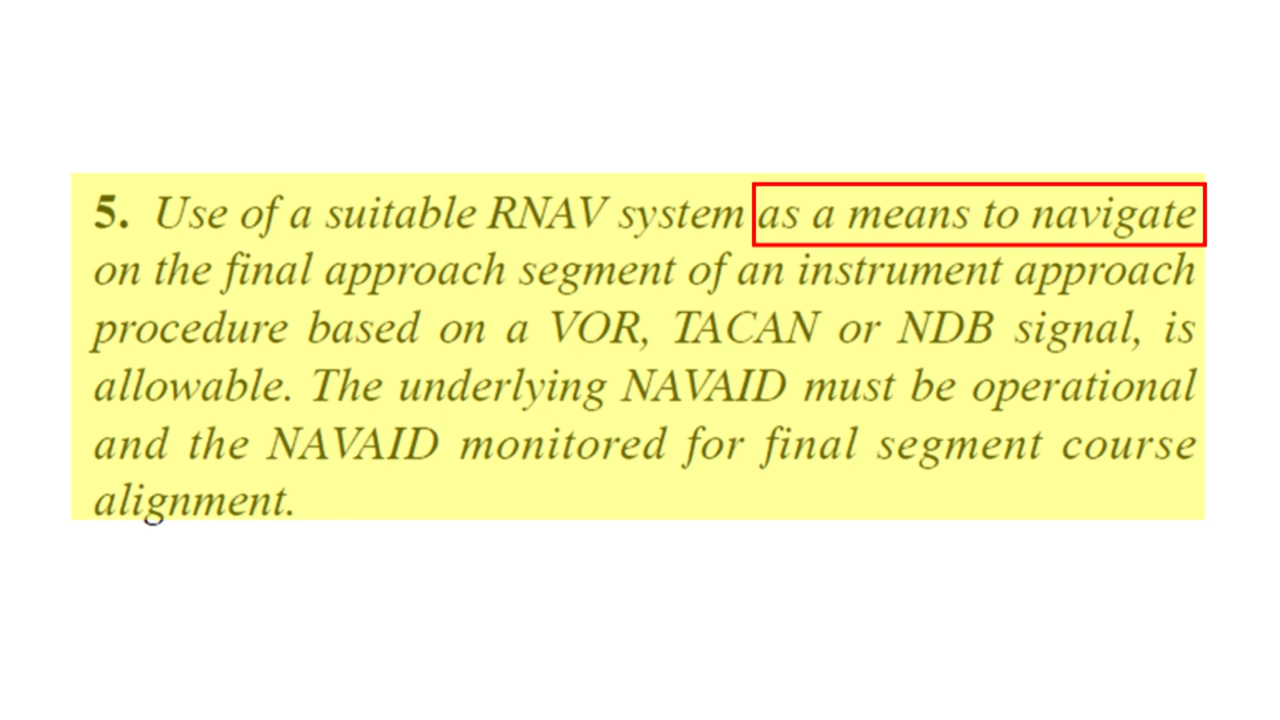 5. Use of a suitable RNAV system as a means to navigate
on the final approach segment of an instrument approach
procedure based on a VOR, TACAN or NDB signal, is
allowable. The underlying NAVAID must be operational
and the NAVAID monitored for final segment course
alignment.